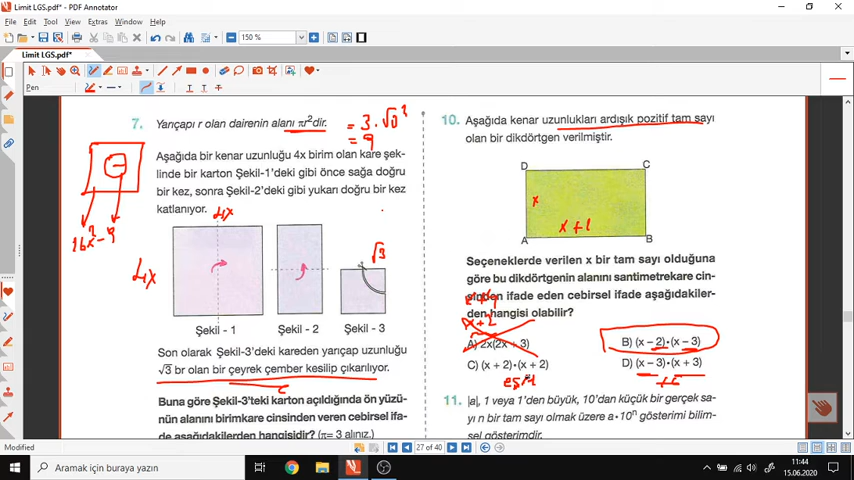 Limit LGS.pdf* - PDF Annotator
File Edit Tool View Extras Window Help
150 %
Limit LGS.pdf*
Pen
7. Yarıçapı r olan dairenin alanı πr²dir.
= 3.
= 9
Aşağıda bir kenar uzunluğu 4x birim olan kare şek-
linde bir karton Şekil-1'deki gibi önce sağa doğru
bir kez, sonra Şekil-2'deki gibi yukarı doğru bir kez
katlanıyor.
16x² - 9
4x
4x
√3
Şekil - 1
Şekil - 2
Şekil - 3
Son olarak Şekil-3'teki kareden yarıçap uzunluğu
√3 br olan bir çeyrek çember kesilip çıkarılıyor.
Buna göre Şekil-3'teki karton açıldığında ön yüzü-
nün alanını birimkare cinsinden veren cebirsel ifa-
de aşağıdakilerden hangisidir? (π= 3 alınız.)
10. Aşağıda kenar uzunlukları ardışık pozitif tam sayı
olan bir dikdörtgen verilmiştir.
D
C
x
x+1
A
B
Seçeneklerde verilen x bir tam sayı olduğuna
göre bu dikdörtgenin alanını santimetrekare cin-
sinden ifade eden cebirsel ifade aşağıdakiler-
den hangisi olabilir?
A) 2x(2x + 3)
B) (x − 2)•(x − 3)
C) (x + 2)•(x + 2)
D) (x − 3)•(x + 3)
eşit
+6
11. |a|, 1 veya 1'den büyük, 10'dan küçük bir gerçek sa-
yı n bir tam sayı olmak üzere a•10ⁿ gösterimi bilim-
sel gösterimdir.
Modified
27 of 40
Aramak için buraya yazın
11:44
15.06.2020